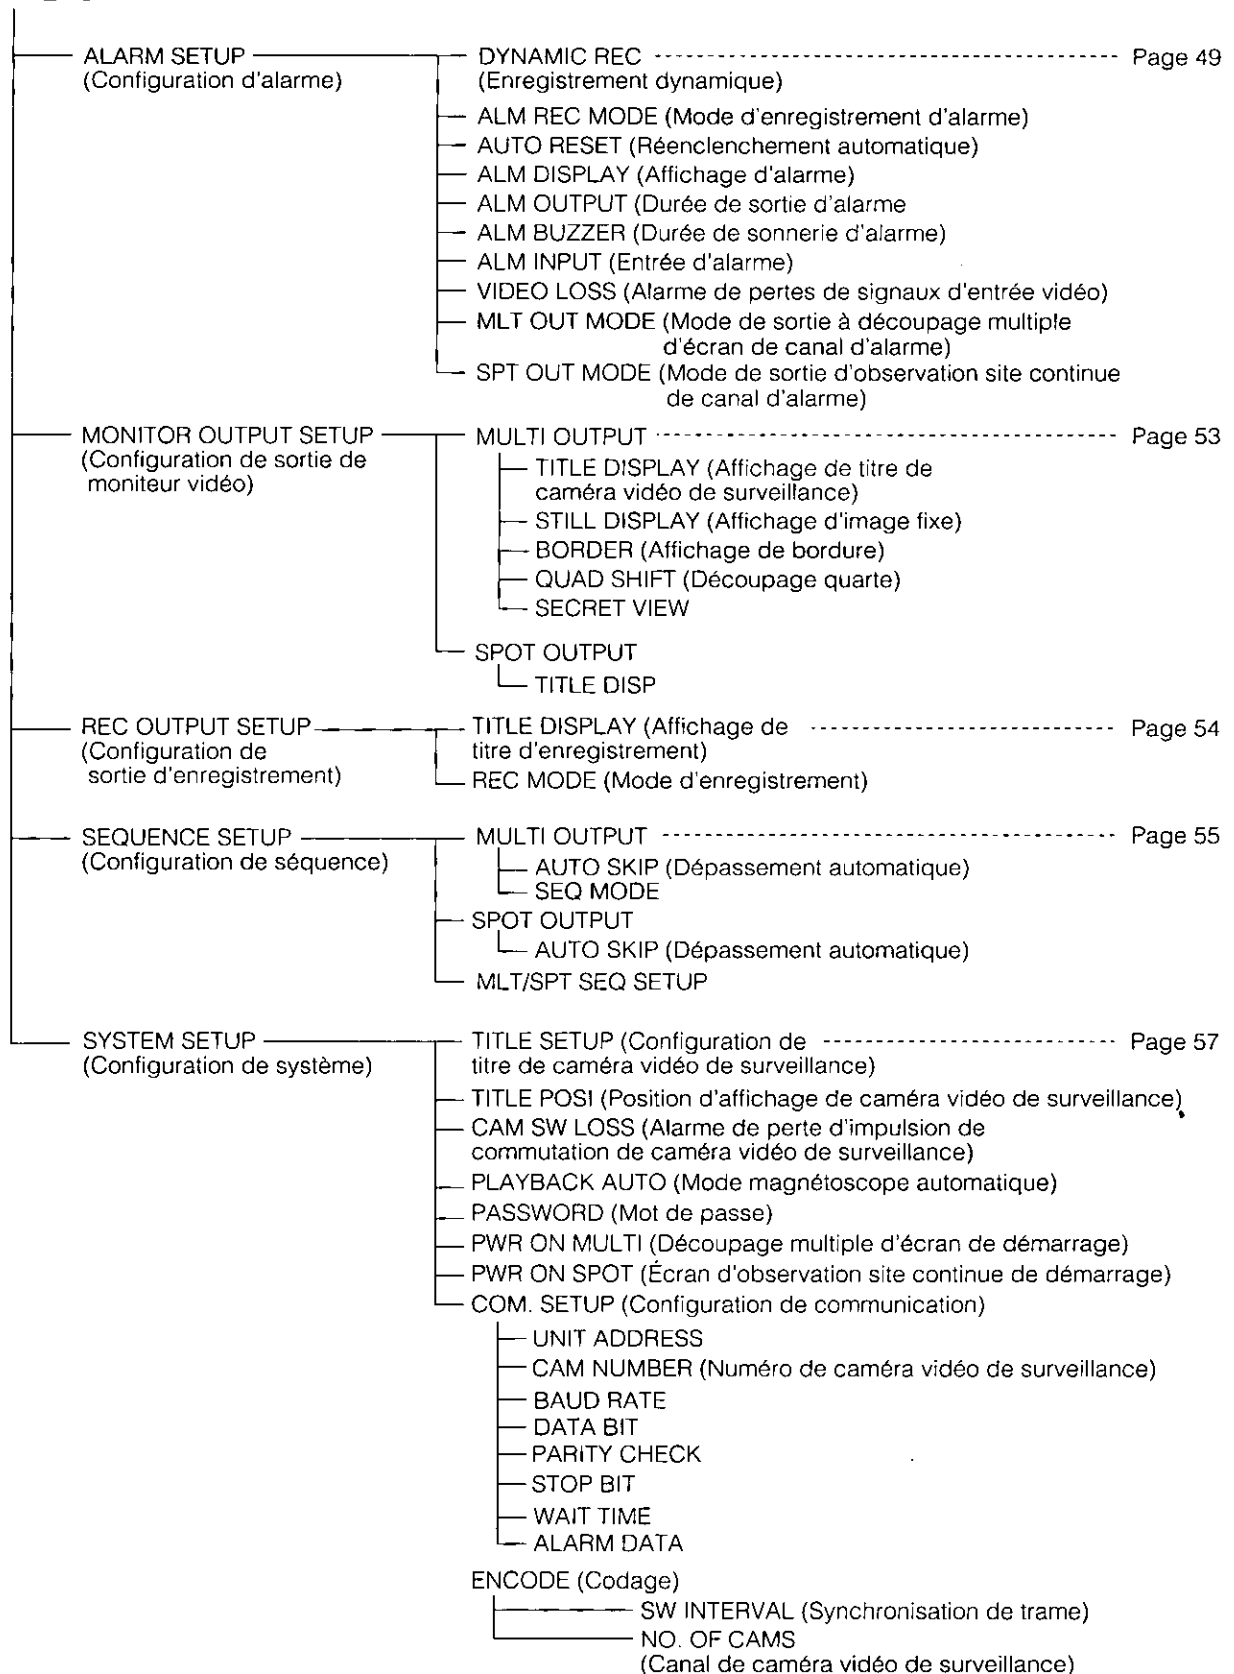 ALARM SETUP
(Configuration d'alarme)
DYNAMIC REC
(Enregistrement dynamique)
Page 49
ALM REC MODE (Mode d'enregistrement d'alarme)
AUTO RESET (Réenclenchement automatique)
ALM DISPLAY (Affichage d'alarme)
ALM OUTPUT (Durée de sortie d'alarme
ALM BUZZER (Durée de sonnerie d'alarme)
ALM INPUT (Entrée d'alarme)
VIDEO LOSS (Alarme de pertes de signaux d'entrée vidéo)
MLT OUT MODE (Mode de sortie à découpage multiple
d'écran de canal d'alarme)
SPT OUT MODE (Mode de sortie d'observation site continue
de canal d'alarme)
MONITOR OUTPUT SETUP
(Configuration de sortie de
moniteur vidéo)
MULTI OUTPUT
Page 53
TITLE DISPLAY (Affichage de titre de
caméra vidéo de surveillance)
STILL DISPLAY (Affichage d'image fixe)
BORDER (Affichage de bordure)
QUAD SHIFT (Découpage quarte)
SECRET VIEW
SPOT OUTPUT
TITLE DISP
REC OUTPUT SETUP
(Configuration de
sortie d'enregistrement)
TITLE DISPLAY (Affichage de
titre d'enregistrement)
Page 54
REC MODE (Mode d'enregistrement)
SEQUENCE SETUP
(Configuration de séquence)
MULTI OUTPUT
Page 55
AUTO SKIP (Dépassement automatique)
SEQ MODE
SPOT OUTPUT
AUTO SKIP (Dépassement automatique)
MLT/SPT SEQ SETUP
SYSTEM SETUP
(Configuration de système)
TITLE SETUP (Configuration de
titre de caméra vidéo de surveillance)
Page 57
TITLE POSI (Position d'affichage de caméra vidéo de surveillance)
CAM SW LOSS (Alarme de perte d'impulsion de
commutation de caméra vidéo de surveillance)
PLAYBACK AUTO (Mode magnétoscope automatique)
PASSWORD (Mot de passe)
PWR ON MULTI (Découpage multiple d'écran de démarrage)
PWR ON SPOT (Écran d'observation site continue de démarrage)
COM. SETUP (Configuration de communication)
UNIT ADDRESS
CAM NUMBER (Numéro de caméra vidéo de surveillance)
BAUD RATE
DATA BIT
PARITY CHECK
STOP BIT
WAIT TIME
ALARM DATA
ENCODE (Codage)
SW INTERVAL (Synchronisation de trame)
NO. OF CAMS
(Canal de caméra vidéo de surveillance)